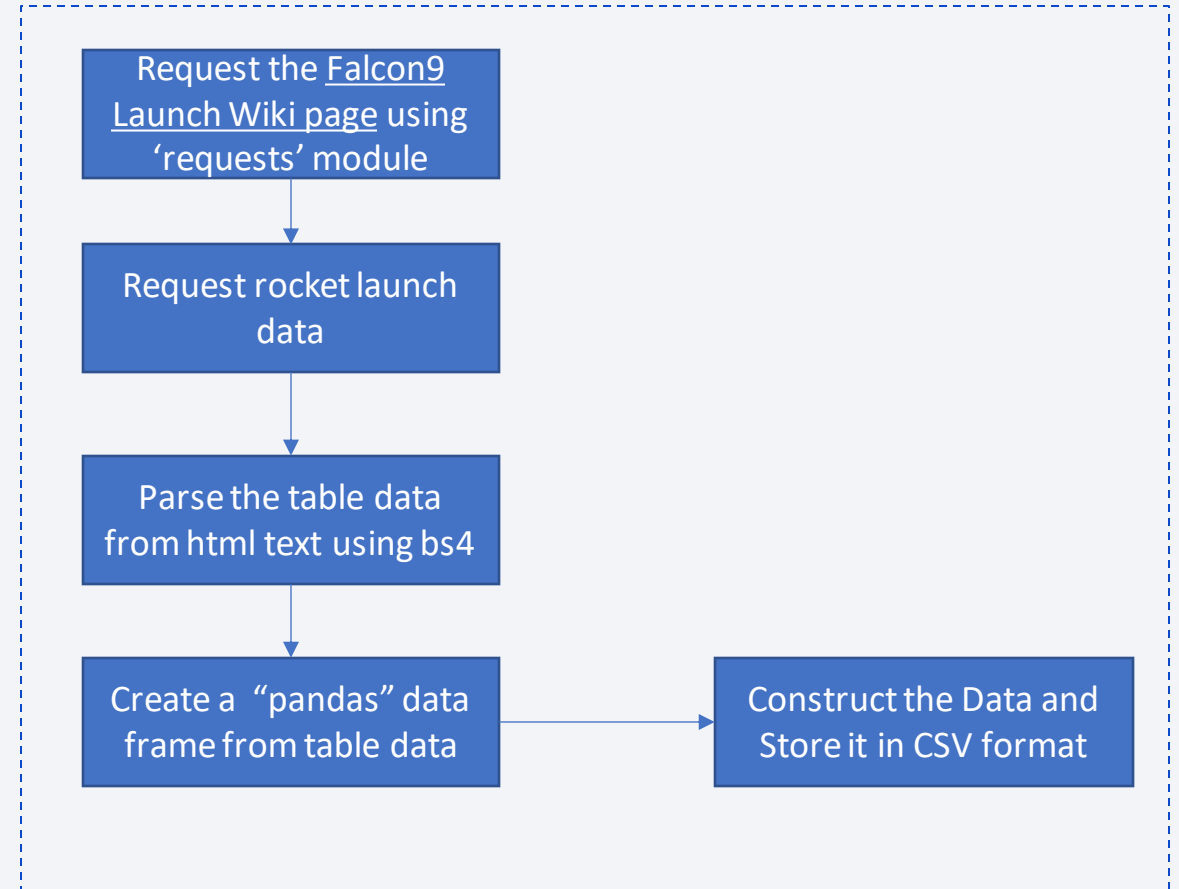 Request the Falcon9
Launch Wiki page using
‘requests’ module
Request rocket launch
data
Parse the table data
from html text using bs4
Create a “pandas” data
frame from table data
Construct the Data and
Store it in CSV format